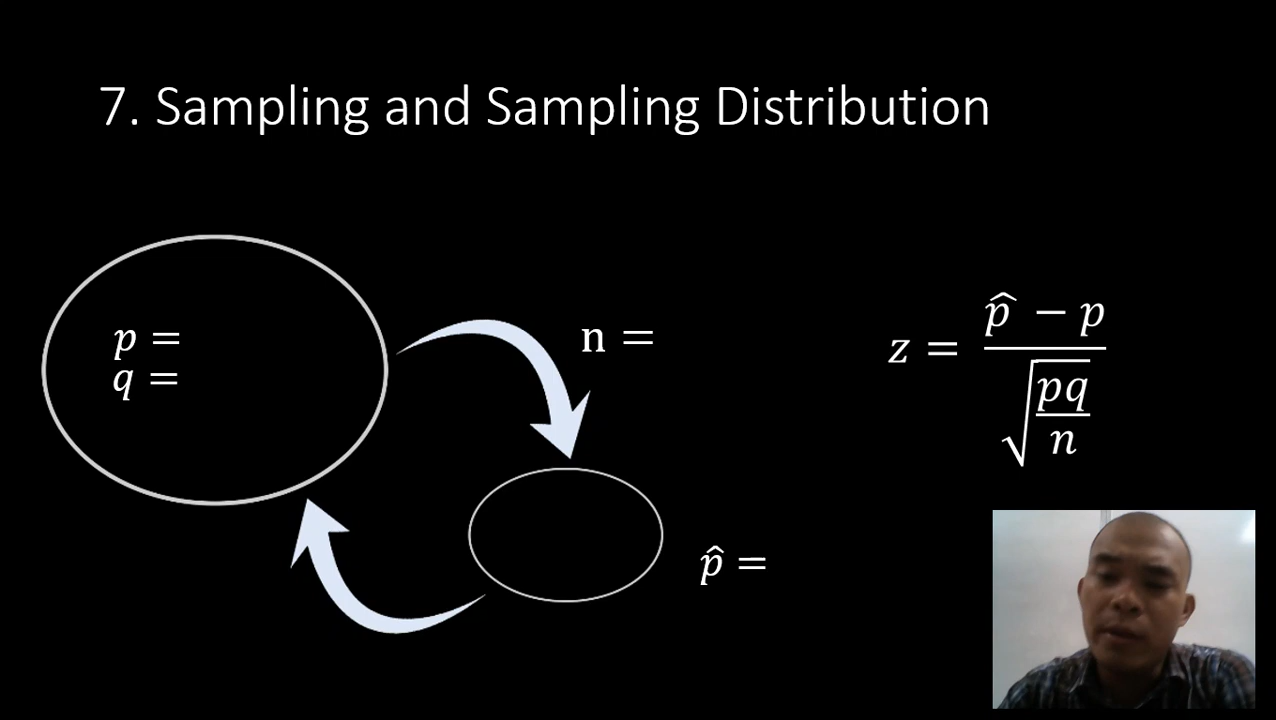 7. Sampling and Sampling Distribution
p =
q =
n =
p̂ =
z = (p̂ − p) / √(pq/n)